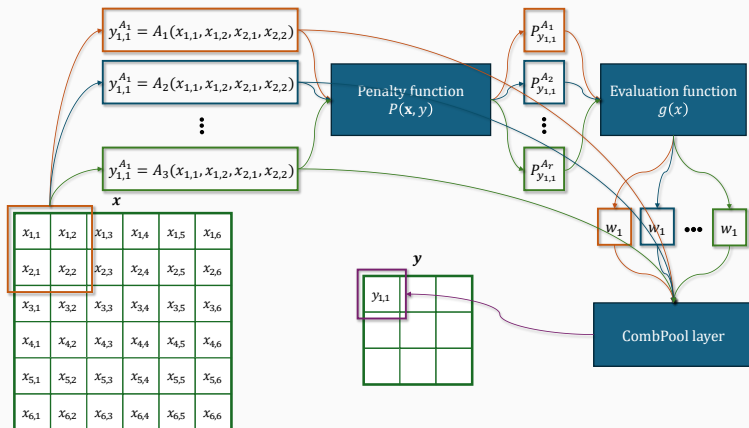 y_{1,1}^{A_1} = A_1(x_{1,1}, x_{1,2}, x_{2,1}, x_{2,2})
y_{1,1}^{A_1} = A_2(x_{1,1}, x_{1,2}, x_{2,1}, x_{2,2})
⋮
y_{1,1}^{A_1} = A_3(x_{1,1}, x_{1,2}, x_{2,1}, x_{2,2})
Penalty function
P(x, y)
P_{y_{1,1}}^{A_1}
P_{y_{1,1}}^{A_2}
⋮
P_{y_{1,1}}^{A_r}
Evaluation function
g(x)
w_1 w_1 ••• w_1
CombPool layer
x
x_{1,1} x_{1,2} x_{1,3} x_{1,4} x_{1,5} x_{1,6}
x_{2,1} x_{2,2} x_{2,3} x_{2,4} x_{2,5} x_{2,6}
x_{3,1} x_{3,2} x_{3,3} x_{3,4} x_{3,5} x_{3,6}
x_{4,1} x_{4,2} x_{4,3} x_{4,4} x_{4,5} x_{4,6}
x_{5,1} x_{5,2} x_{5,3} x_{5,4} x_{5,5} x_{5,6}
x_{6,1} x_{6,2} x_{6,3} x_{6,4} x_{6,5} x_{6,6}
y
y_{1,1}